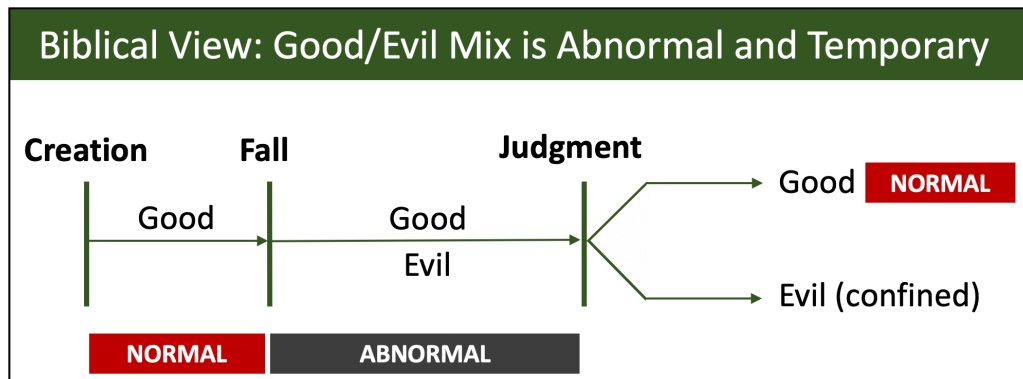 Biblical View: Good/Evil Mix is Abnormal and Temporary
Creation
Fall
Judgment
Good
Good
Evil
Good
NORMAL
Evil (confined)
NORMAL
ABNORMAL